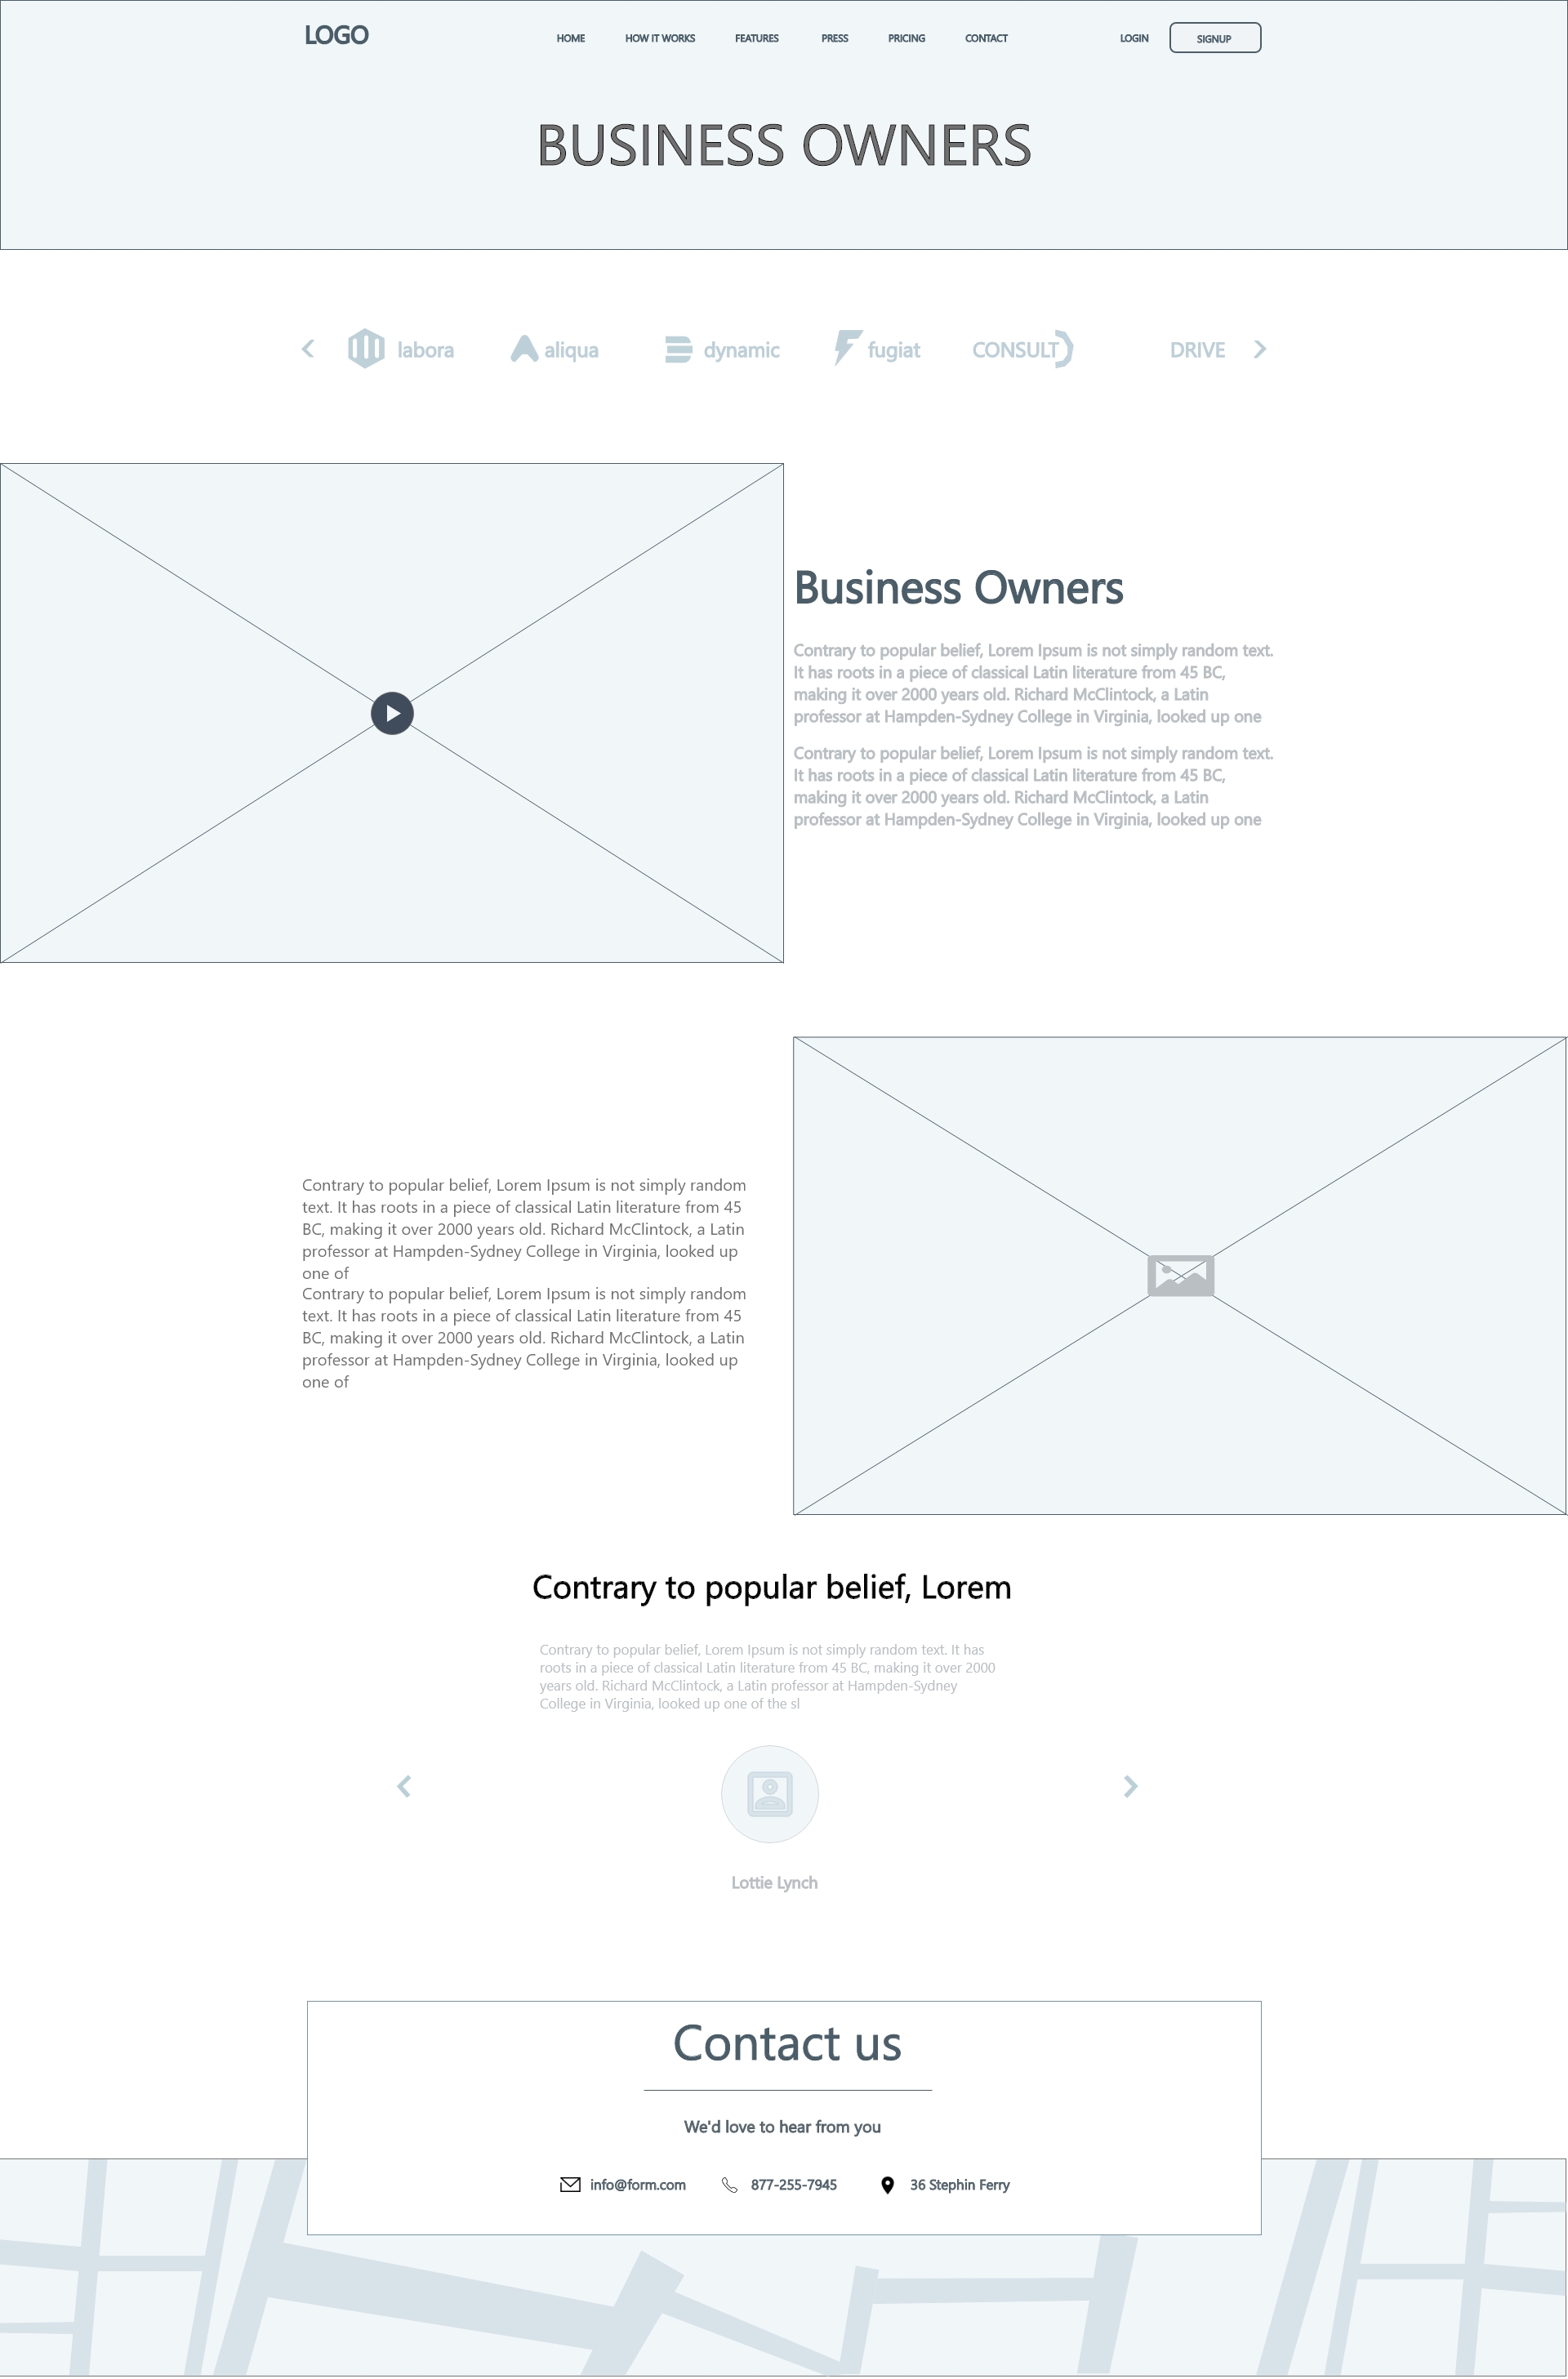 LOGO
HOME HOW IT WORKS FEATURES PRESS PRICING CONTACT LOGIN SIGNUP
BUSINESS OWNERS
labora aliqua dynamic fugiat CONSULT DRIVE
Business Owners
Contrary to popular belief, Lorem Ipsum is not simply random text.
It has roots in a piece of classical Latin literature from 45 BC,
making it over 2000 years old. Richard McClintock, a Latin
professor at Hampden-Sydney College in Virginia, looked up one
Contrary to popular belief, Lorem Ipsum is not simply random text.
It has roots in a piece of classical Latin literature from 45 BC,
making it over 2000 years old. Richard McClintock, a Latin
professor at Hampden-Sydney College in Virginia, looked up one
Contrary to popular belief, Lorem Ipsum is not simply random
text. It has roots in a piece of classical Latin literature from 45
BC, making it over 2000 years old. Richard McClintock, a Latin
professor at Hampden-Sydney College in Virginia, looked up
one of
Contrary to popular belief, Lorem Ipsum is not simply random
text. It has roots in a piece of classical Latin literature from 45
BC, making it over 2000 years old. Richard McClintock, a Latin
professor at Hampden-Sydney College in Virginia, looked up
one of
Contrary to popular belief, Lorem
Contrary to popular belief, Lorem Ipsum is not simply random text. It has
roots in a piece of classical Latin literature from 45 BC, making it over 2000
years old. Richard McClintock, a Latin professor at Hampden-Sydney
College in Virginia, looked up one of the sl
Lottie Lynch
Contact us
We'd love to hear from you
info@form.com 877-255-7945 36 Stephin Ferry